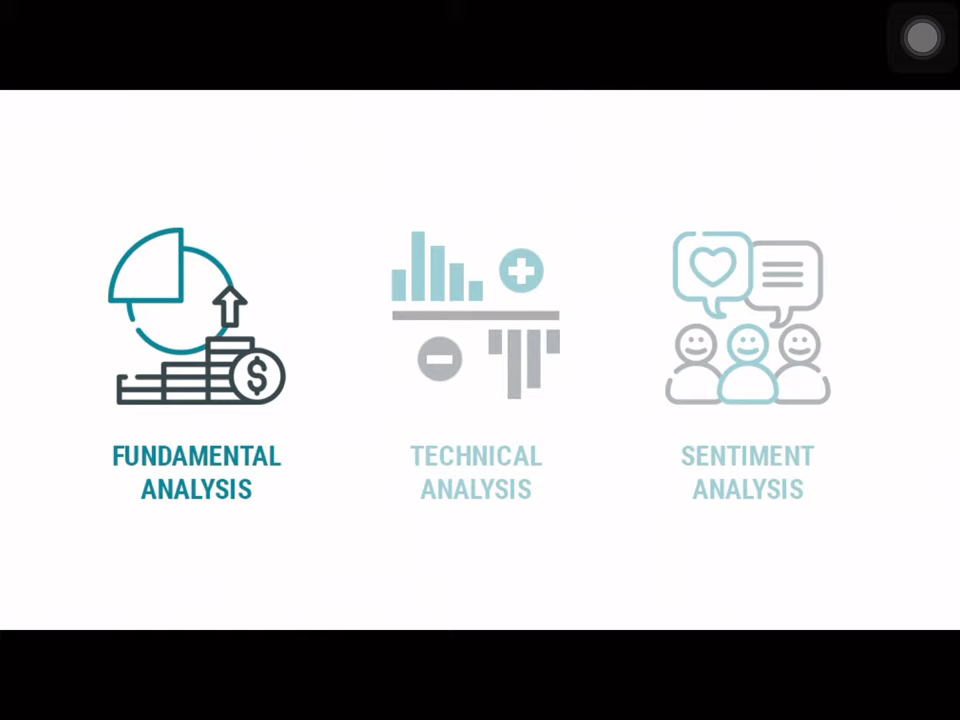 $
FUNDAMENTAL
ANALYSIS
TECHNICAL
ANALYSIS
SENTIMENT
ANALYSIS